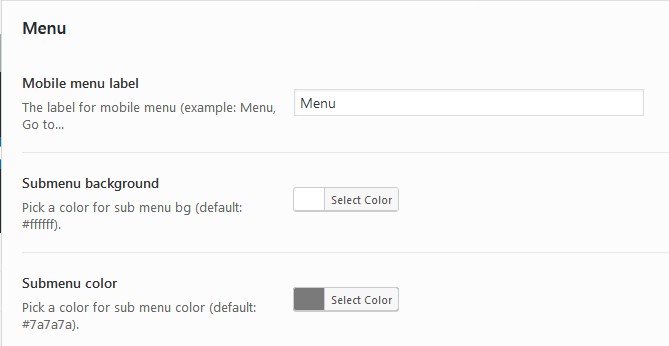 Menu
Mobile menu label
The label for mobile menu (example: Menu,
Go to...
Menu
Submenu background
Pick a color for sub menu bg (default:
#ffffff).
Select Color
Submenu color
Pick a color for sub menu color (default:
#7a7a7a).
Select Color